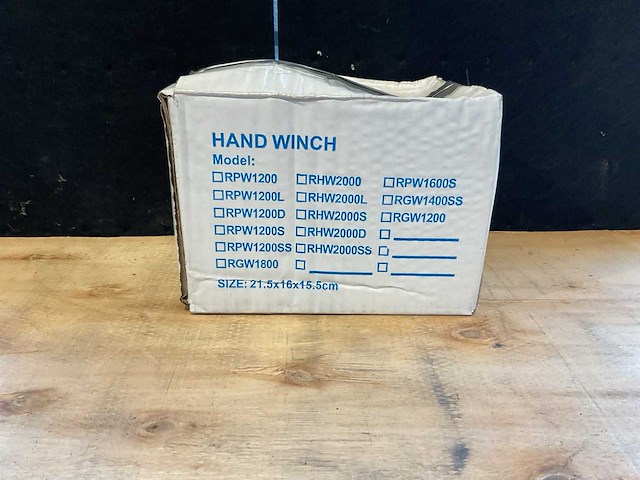 HAND WINCH
Model:
☐RPW1200 ☐RHW2000 ☐RPW1600S
☐RPW1200L ☐RHW2000L ☐RGW1400SS
☐RPW1200D ☐RHW2000S ☐RGW1200
☐RPW1200S ☐RHW2000D ☐
☐RPW1200SS ☐RHW2000SS ☐
☐RGW1800 ☐ ☐
SIZE: 21.5x16x15.5cm